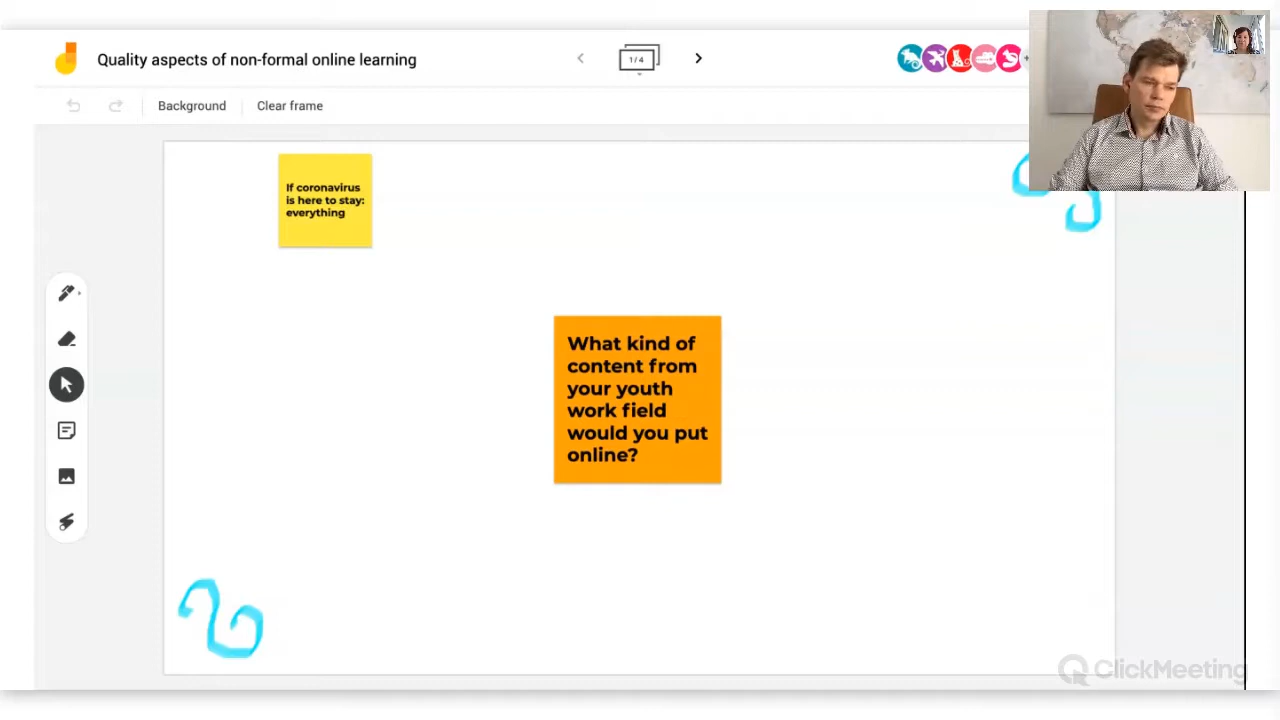 Quality aspects of non-formal online learning
1/4
Background
Clear frame
If coronavirus
is here to stay:
everything
What kind of
content from
your youth
work field
would you put
online?
ClickMeeting